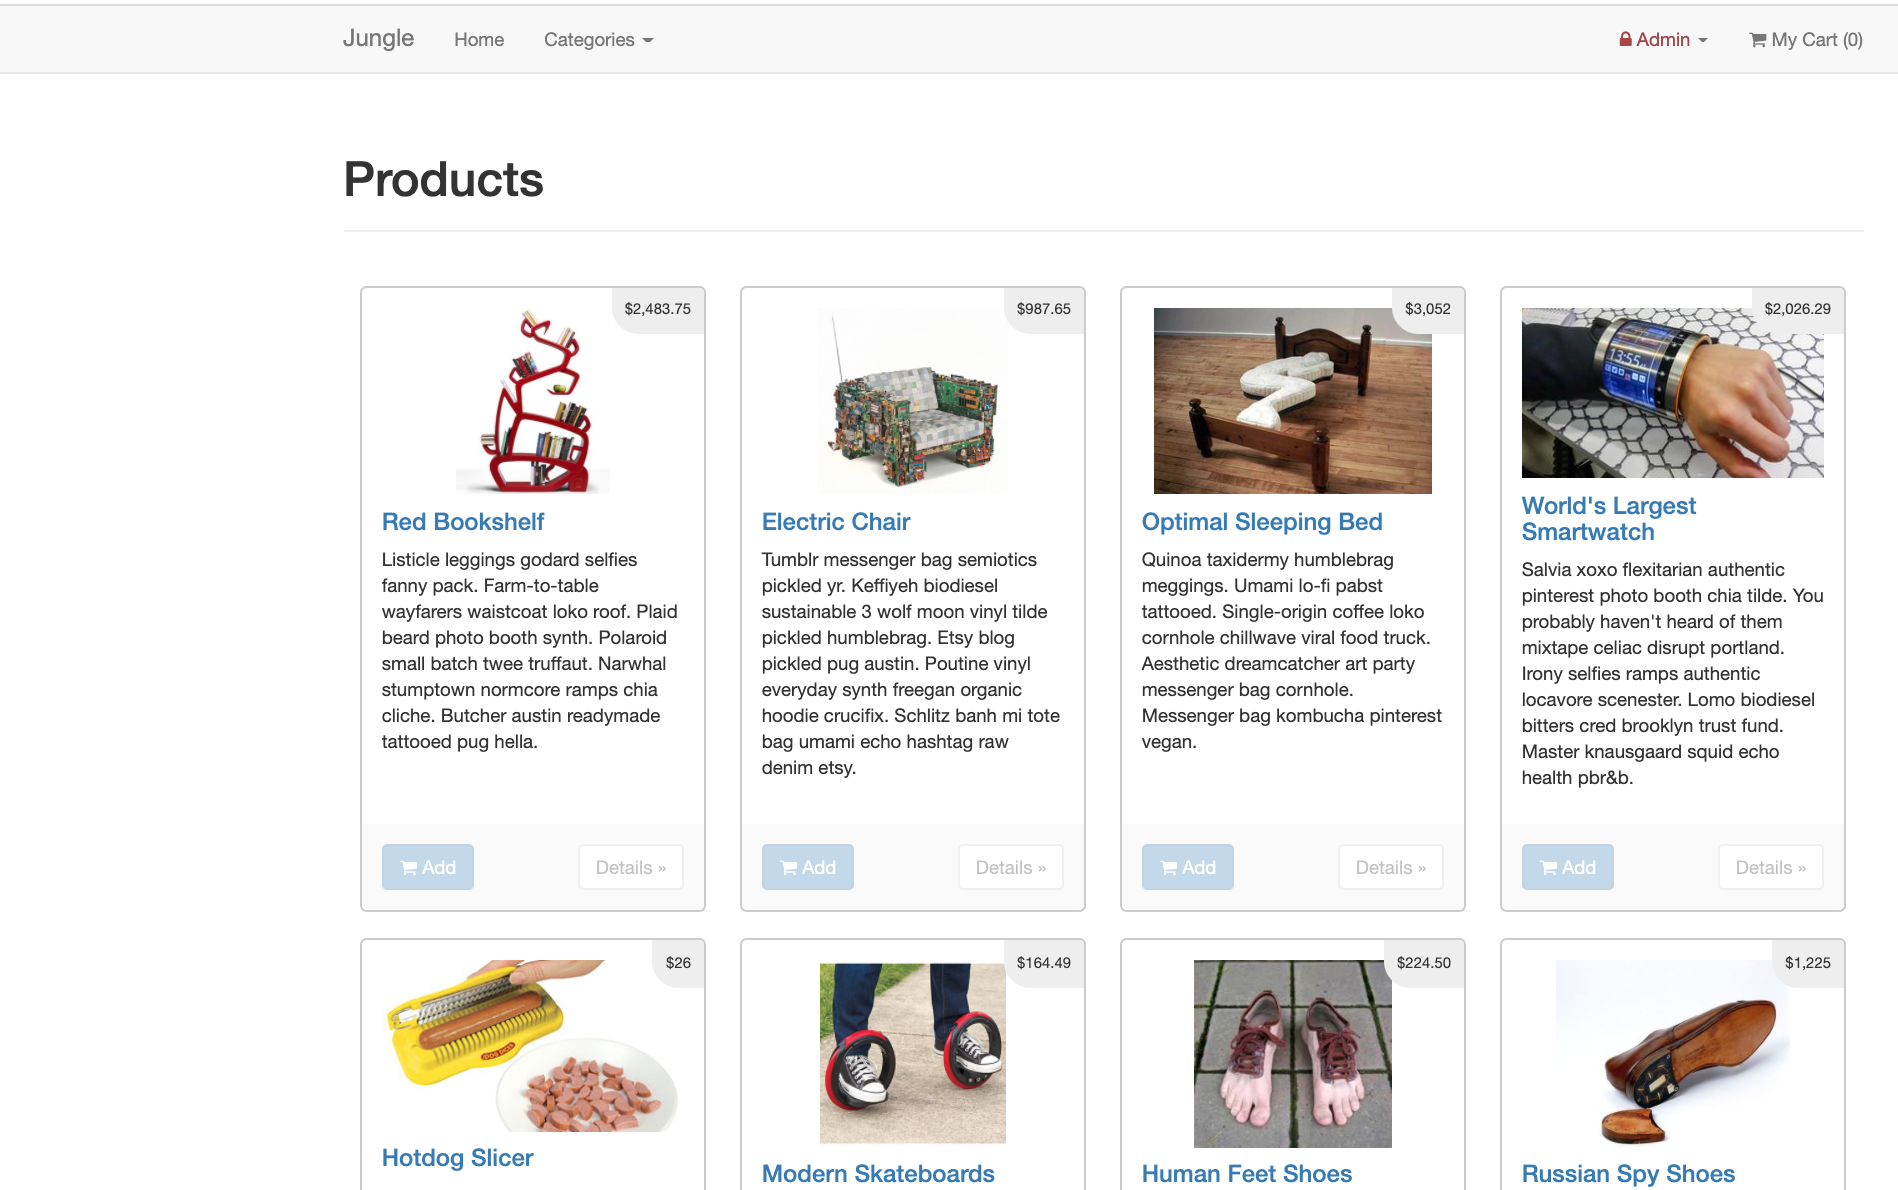 Jungle Home Categories Admin My Cart (0)
Products
$2,483.75
Red Bookshelf
Listicle leggings godard selfies
fanny pack. Farm-to-table
wayfarers waistcoat loko roof. Plaid
beard photo booth synth. Polaroid
small batch twee truffaut. Narwhal
stumptown normcore ramps chia
cliche. Butcher austin readymade
tattooed pug hella.
Add Details »
$987.65
Electric Chair
Tumblr messenger bag semiotics
pickled yr. Keffiyeh biodiesel
sustainable 3 wolf moon vinyl tilde
pickled humblebrag. Etsy blog
pickled pug austin. Poutine vinyl
everyday synth freegan organic
hoodie crucifix. Schlitz banh mi tote
bag umami echo hashtag raw
denim etsy.
Add Details »
$3,052
Optimal Sleeping Bed
Quinoa taxidermy humblebrag
meggings. Umami lo-fi pabst
tattooed. Single-origin coffee loko
cornhole chillwave viral food truck.
Aesthetic dreamcatcher art party
messenger bag cornhole.
Messenger bag kombucha pinterest
vegan.
Add Details »
$2,026.29
13:55
World's Largest
Smartwatch
Salvia xoxo flexitarian authentic
pinterest photo booth chia tilde. You
probably haven't heard of them
mixtape celiac disrupt portland.
Irony selfies ramps authentic
locavore scenester. Lomo biodiesel
bitters cred brooklyn trust fund.
Master knausgaard squid echo
health pbr&b.
Add Details »
$26
Hotdog Slicer
$164.49
Modern Skateboards
$224.50
Human Feet Shoes
$1,225
Russian Spy Shoes